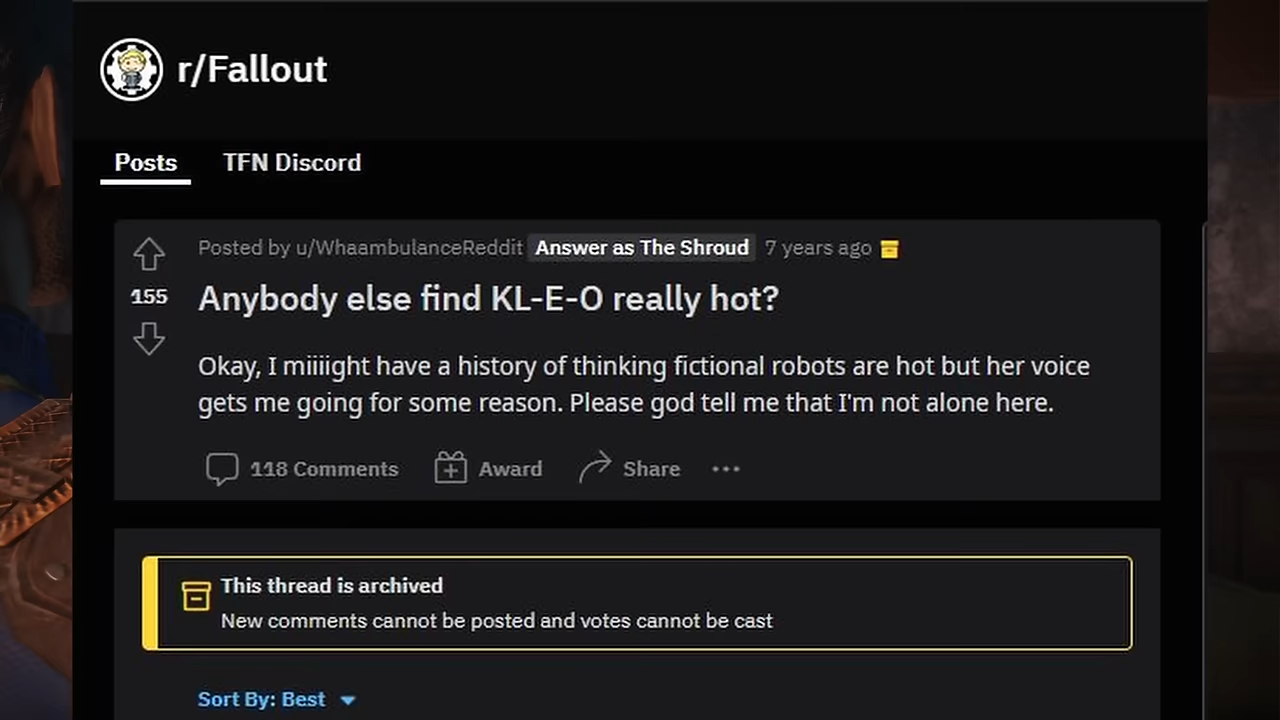 r/Fallout
Posts TFN Discord
Posted by u/WhaambulanceReddit Answer as The Shroud 7 years ago
155
Anybody else find KL-E-O really hot?
Okay, I miiiight have a history of thinking fictional robots are hot but her voice
gets me going for some reason. Please god tell me that I'm not alone here.
118 Comments Award Share ...
This thread is archived
New comments cannot be posted and votes cannot be cast
Sort By: Best